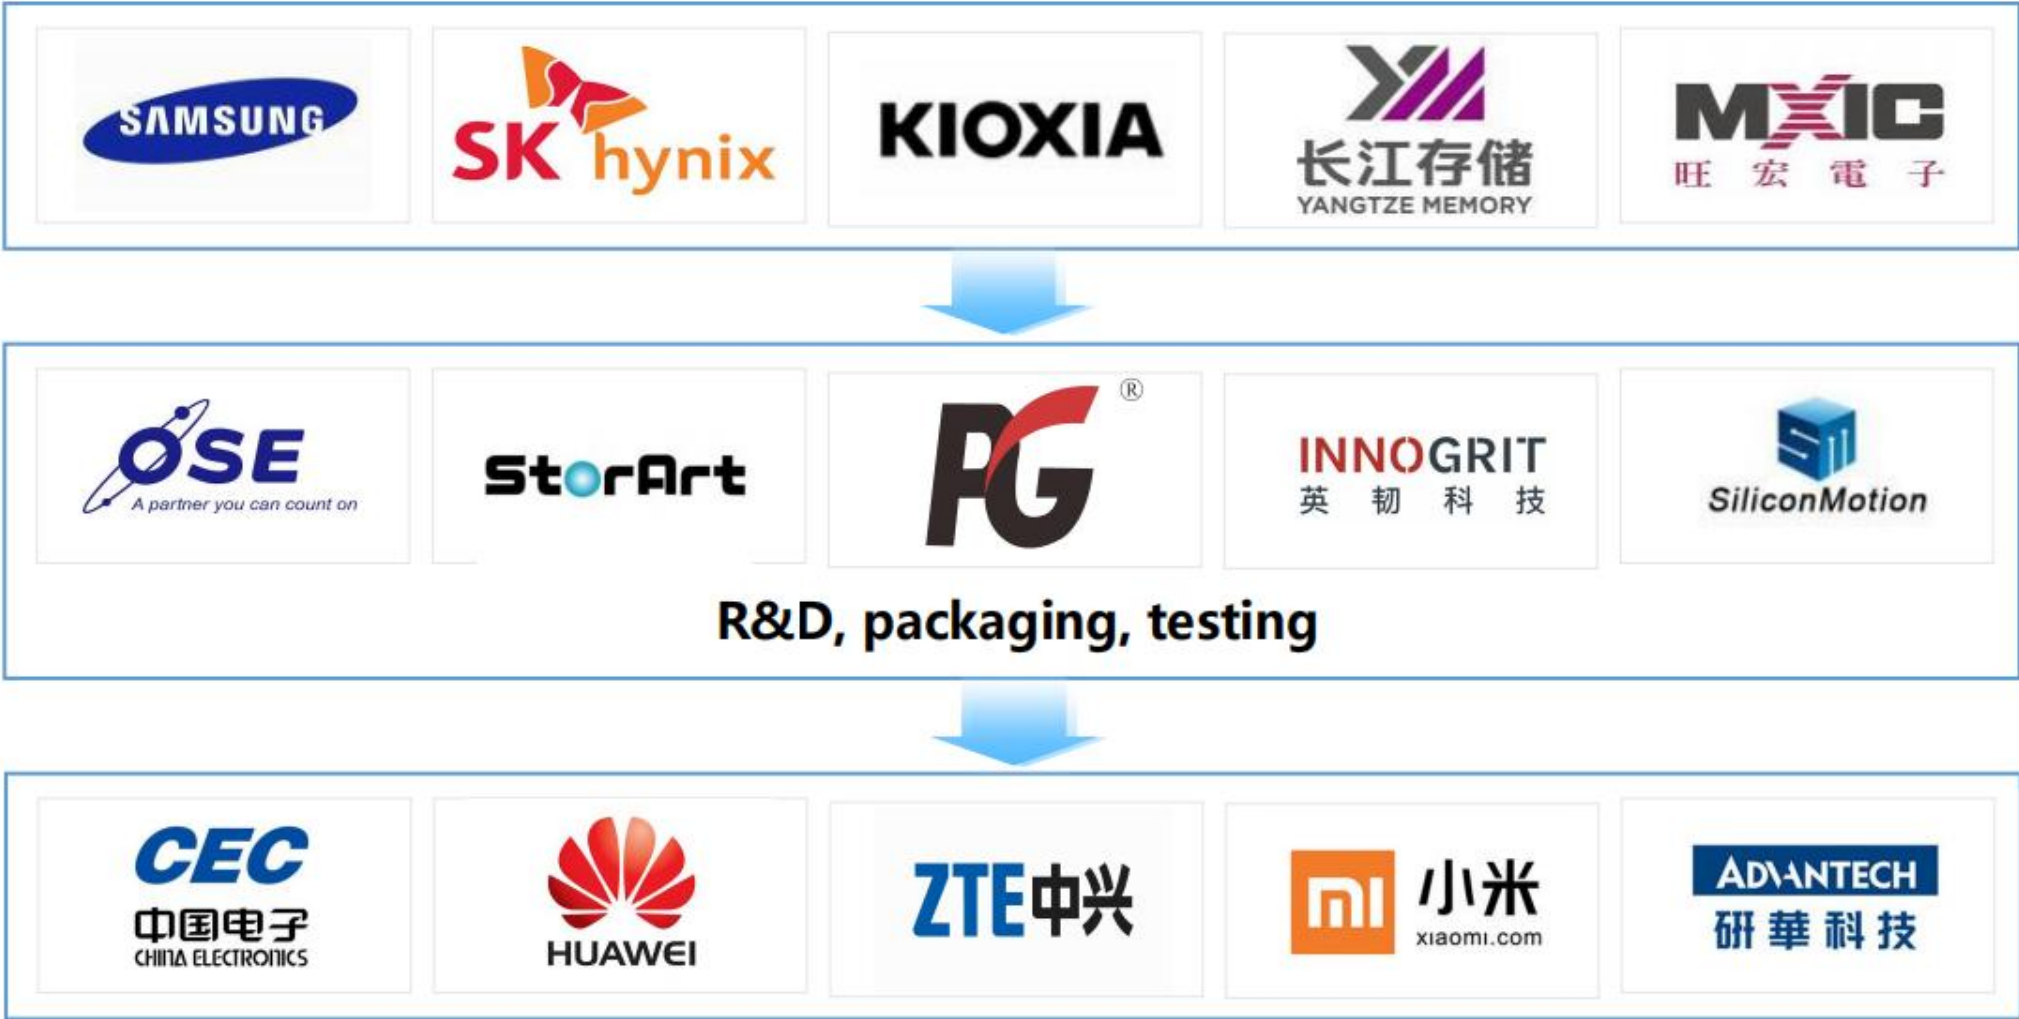 SAMSUNG
SK hynix
KIOXIA
YM
长江存储
YANGTZE MEMORY
MXIC
旺宏電子
OSE
A partner you can count on
StorArt
PG®
INNOGRIT
英韧科技
SM
SiliconMotion
R&D, packaging, testing
CEC
中国电子
CHINA ELECTRONICS
HUAWEI
ZTE中兴
mi 小米
xiaomi.com
ADVANTECH
研華科技